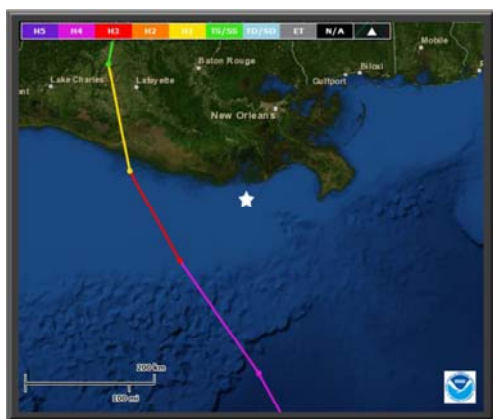 H5 H4 H3 H2 H1 TS/SS TD/SD ET N/A
Mobile
Baton Rouge
Biloxi
Lake Charles Lafayette
Gulfport
New Orleans
200 km
100 mi